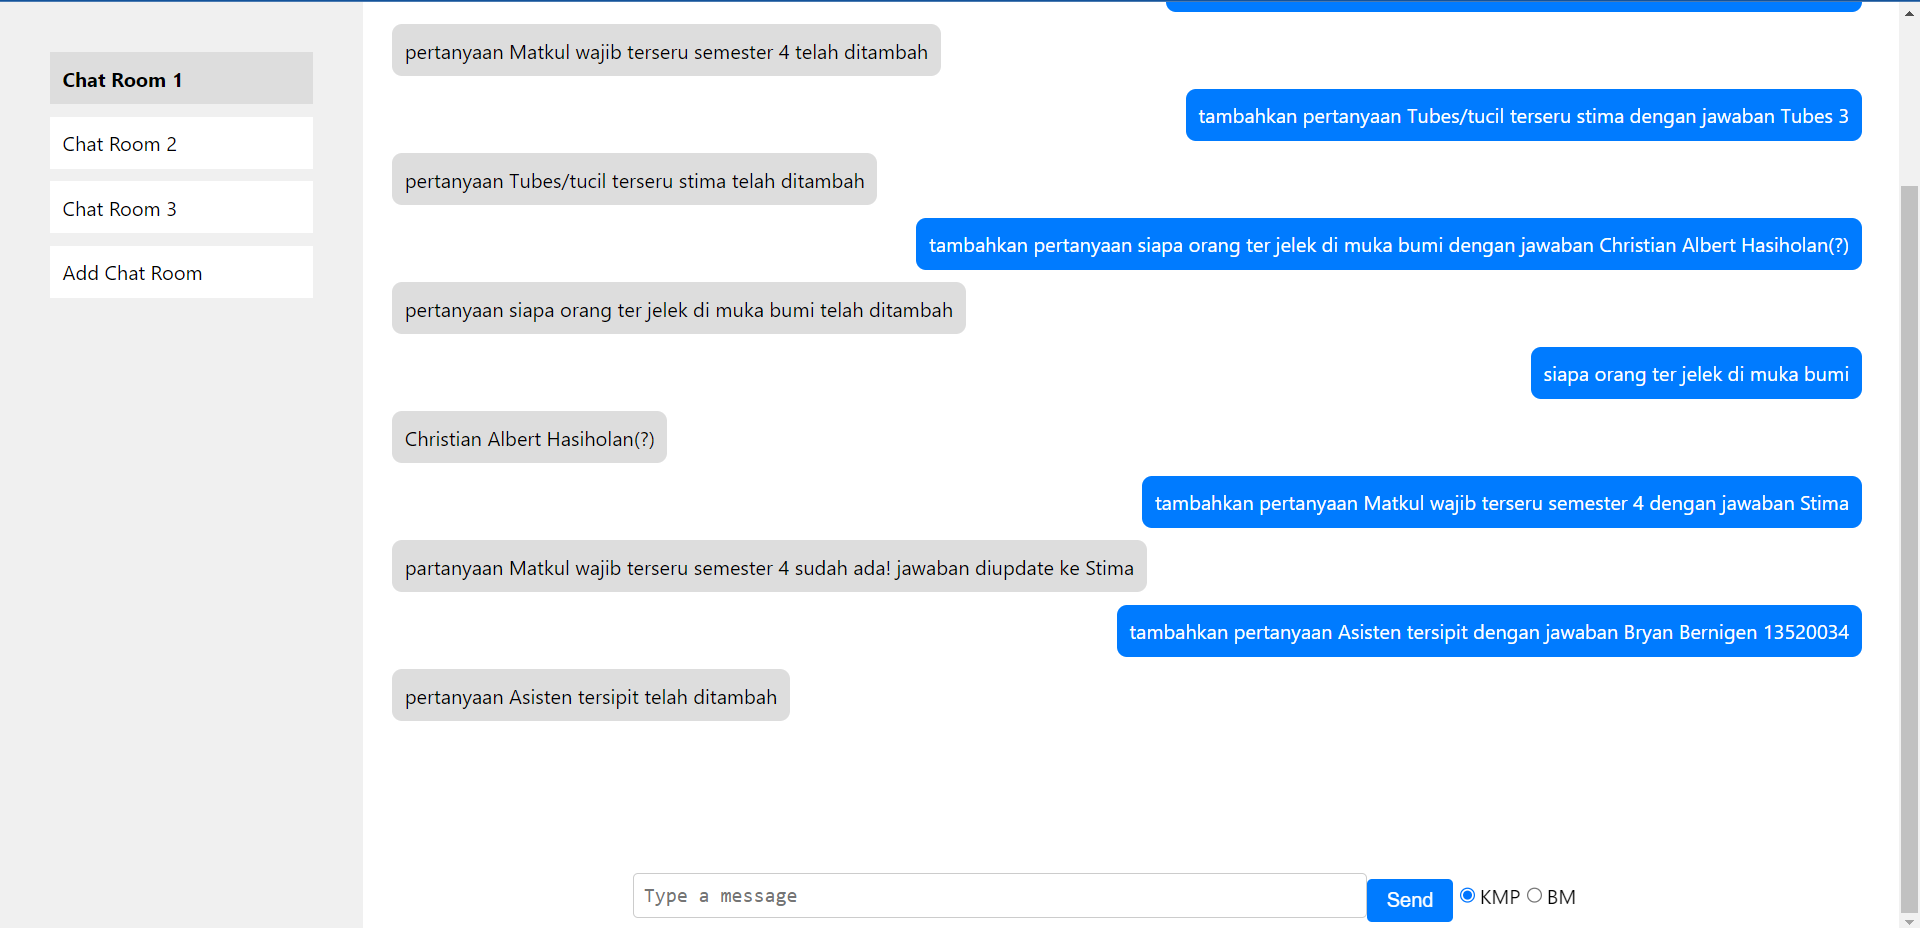 Chat Room 1
Chat Room 2
Chat Room 3
Add Chat Room
pertanyaan Matkul wajib terseru semester 4 telah ditambah
tambahkan pertanyaan Tubes/tucil terseru stima dengan jawaban Tubes 3
pertanyaan Tubes/tucil terseru stima telah ditambah
tambahkan pertanyaan siapa orang ter jelek di muka bumi dengan jawaban Christian Albert Hasiholan(?)
pertanyaan siapa orang ter jelek di muka bumi telah ditambah
siapa orang ter jelek di muka bumi
Christian Albert Hasiholan(?)
tambahkan pertanyaan Matkul wajib terseru semester 4 dengan jawaban Stima
partanyaan Matkul wajib terseru semester 4 sudah ada! jawaban diupdate ke Stima
tambahkan pertanyaan Asisten tersipit dengan jawaban Bryan Bernigen 13520034
pertanyaan Asisten tersipit telah ditambah
Type a message
Send
KMP
BM